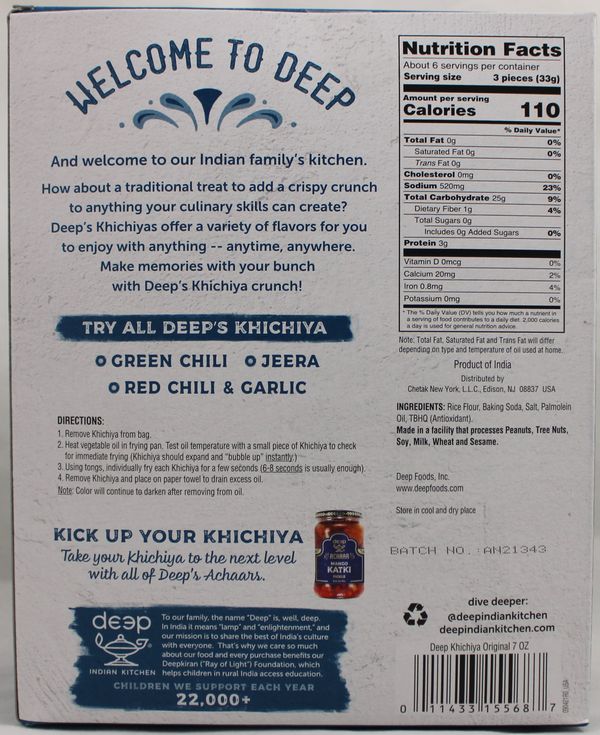 WELCOME TO DEEP
And welcome to our Indian family's kitchen.
How about a traditional treat to add a crispy crunch
to anything your culinary skills can create?
Deep's Khichiyas offer a variety of flavors for you
to enjoy with anything -- anytime, anywhere.
Make memories with your bunch
with Deep's Khichiya crunch!
TRY ALL DEEP'S KHICHIYA
GREEN CHILI JEERA
RED CHILI & GARLIC
DIRECTIONS:
1. Remove Khichiya from bag.
2. Heat vegetable oil in frying pan. Test oil temperature with a small piece of Khichiya to check
for immediate frying (Khichiya should expand and "bubble up" instantly.)
3. Using tongs, individually fry each Khichiya for a few seconds (6-8 seconds is usually enough).
4. Remove Khichiya and place on paper towel to drain excess oil.
Note: Color will continue to darken after removing from oil.
KICK UP YOUR KHICHIYA
Take your Khichiya to the next level
with all of Deep's Achaars.
deep
ACHAAR
MANGO
KATKI
PICKLE
deep
INDIAN KITCHEN
To our family, the name "Deep" is, well, deep.
In India it means "lamp" and "enlightenment," and
our mission is to share the best of India's culture
with everyone. That's why we care so much
about our food and every purchase benefits our
Deepkiran ("Ray of Light") Foundation, which
helps children in rural India access education.
CHILDREN WE SUPPORT EACH YEAR
22,000+
Nutrition Facts
About 6 servings per container
Serving size 3 pieces (33g)
Amount per serving
Calories 110
% Daily Value*
Total Fat 0g 0%
Saturated Fat 0g 0%
Trans Fat 0g
Cholesterol 0mg 0%
Sodium 520mg 23%
Total Carbohydrate 25g 9%
Dietary Fiber 1g 4%
Total Sugars 0g
Includes 0g Added Sugars 0%
Protein 3g
Vitamin D 0mcg 0%
Calcium 20mg 2%
Iron 0.8mg 4%
Potassium 0mg 0%
* The % Daily Value (DV) tells you how much a nutrient in
a serving of food contributes to a daily diet. 2,000 calories
a day is used for general nutrition advice.
Note: Total Fat, Saturated Fat and Trans Fat will differ
depending on type and temperature of oil used at home.
Product of India
Distributed by
Chetak New York, L.L.C., Edison, NJ 08837 USA
INGREDIENTS: Rice Flour, Baking Soda, Salt, Palmolein
Oil, TBHQ (Antioxidant).
Made in a facility that processes Peanuts, Tree Nuts,
Soy, Milk, Wheat and Sesame.
Deep Foods, Inc.
www.deepfoods.com
Store in cool and dry place
BATCH NO. : AN21343
dive deeper:
@deepindiankitchen
deepindiankitchen.com
Deep Khichiya Original 7 OZ
0 11433 15568 7